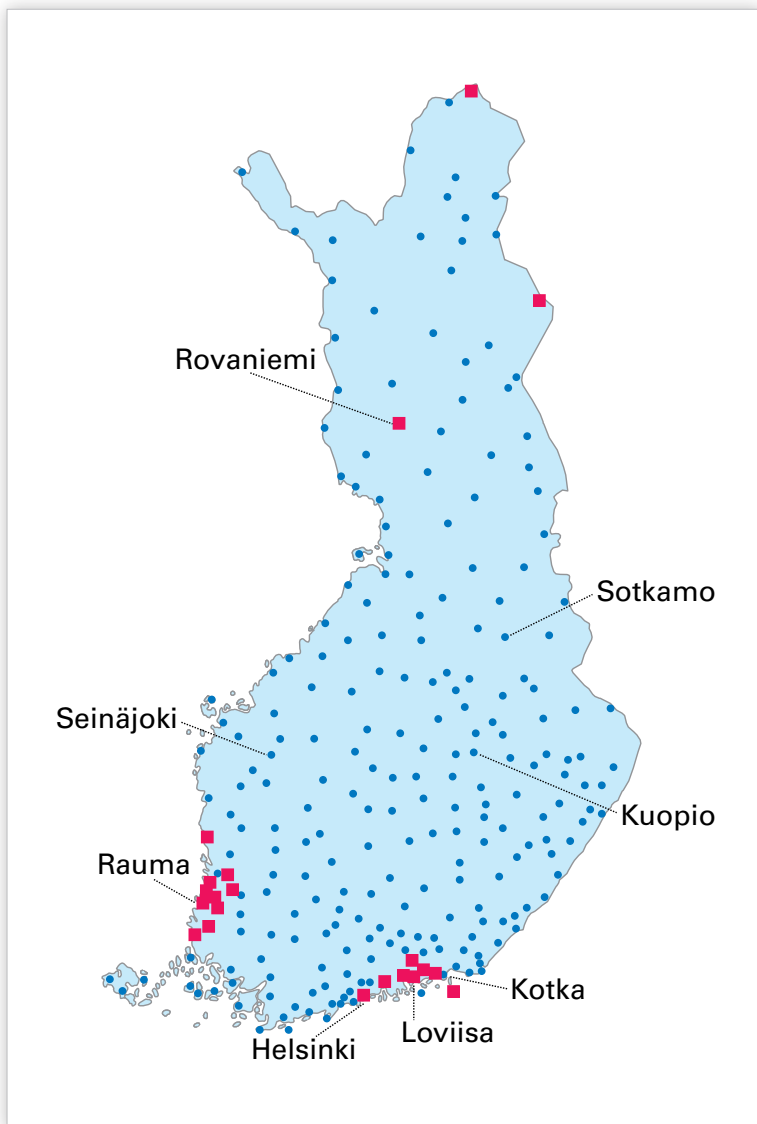 Rovaniemi
Sotkamo
Seinäjoki
Kuopio
Rauma
Kotka
Loviisa
Helsinki